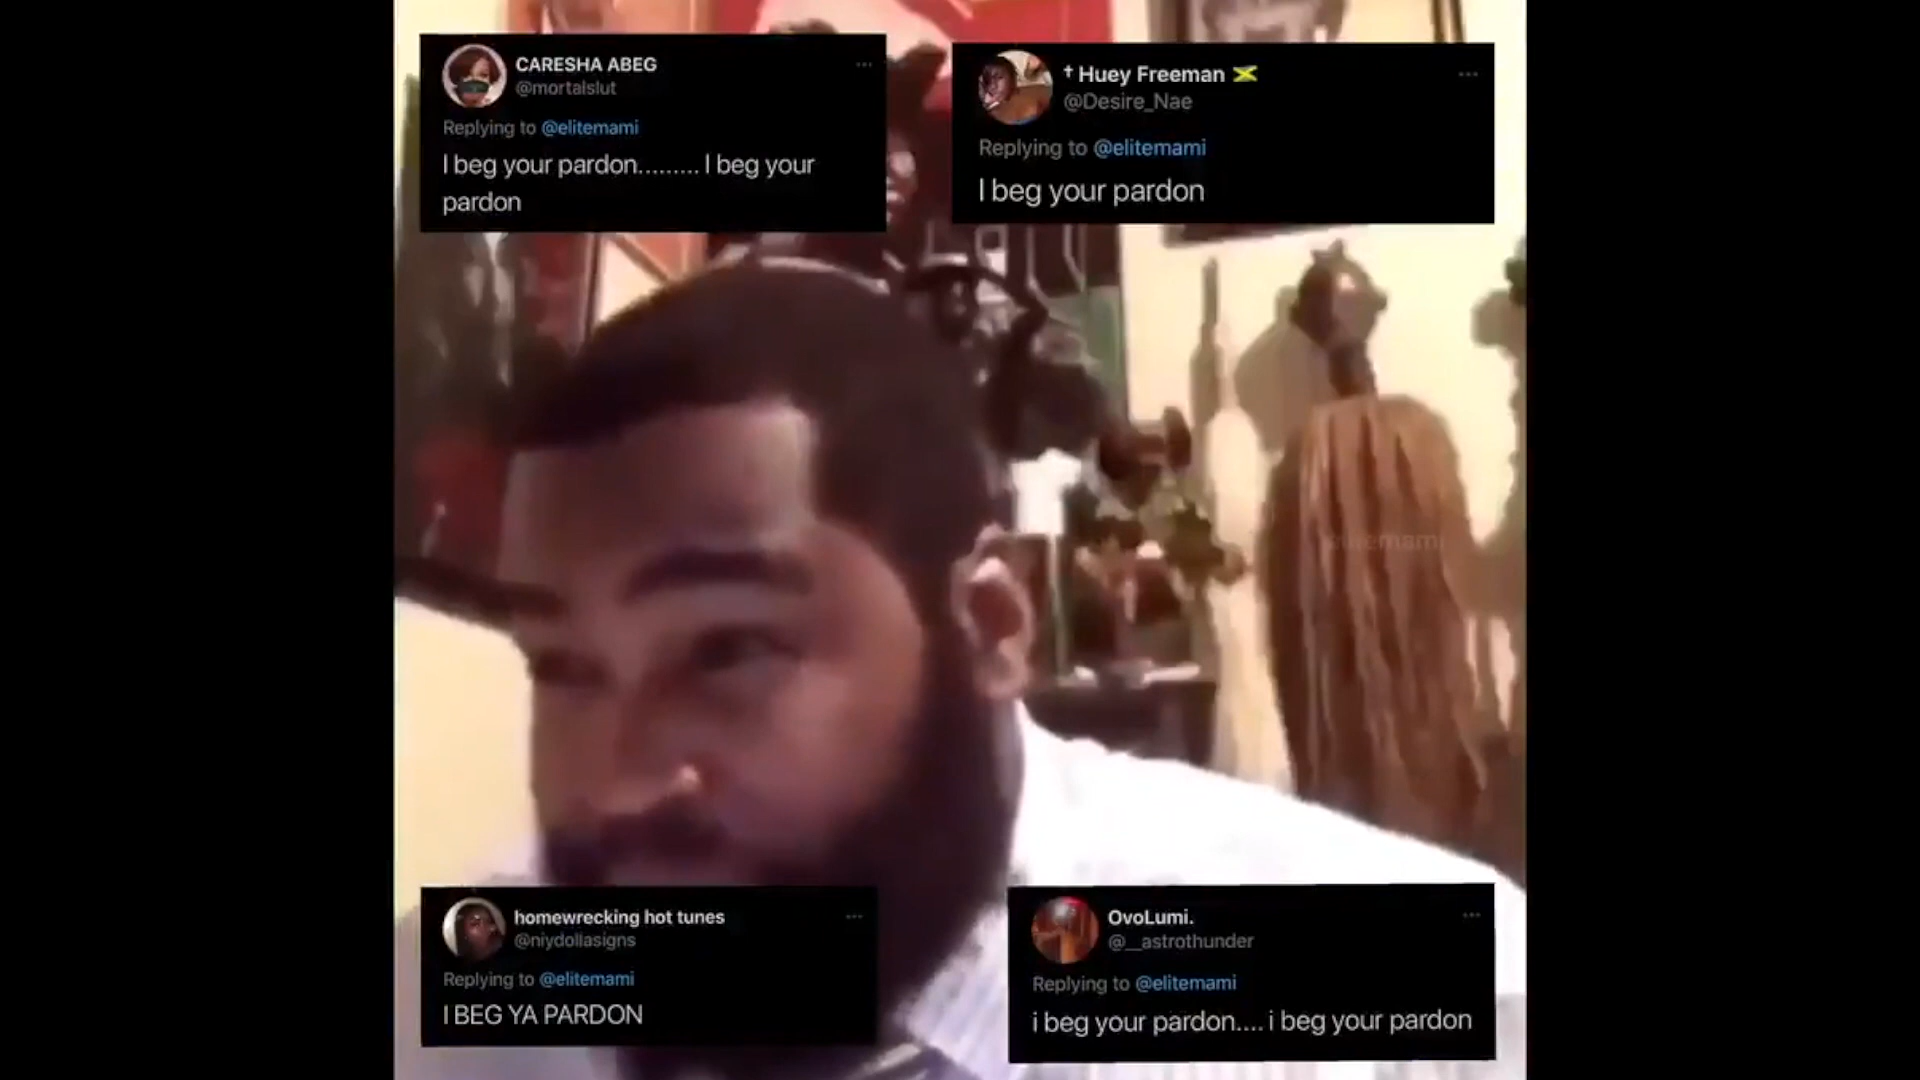 CARESHA ABEG
@mortalslut
Replying to @elitemami
I beg your pardon......... I beg your
pardon
† Huey Freeman 🇯🇲
@Desire_Nae
Replying to @elitemami
I beg your pardon
elitemami
homewrecking hot tunes
@niydollasigns
Replying to @elitemami
I BEG YA PARDON
OvoLumi.
@__astrothunder
Replying to @elitemami
i beg your pardon.... i beg your pardon